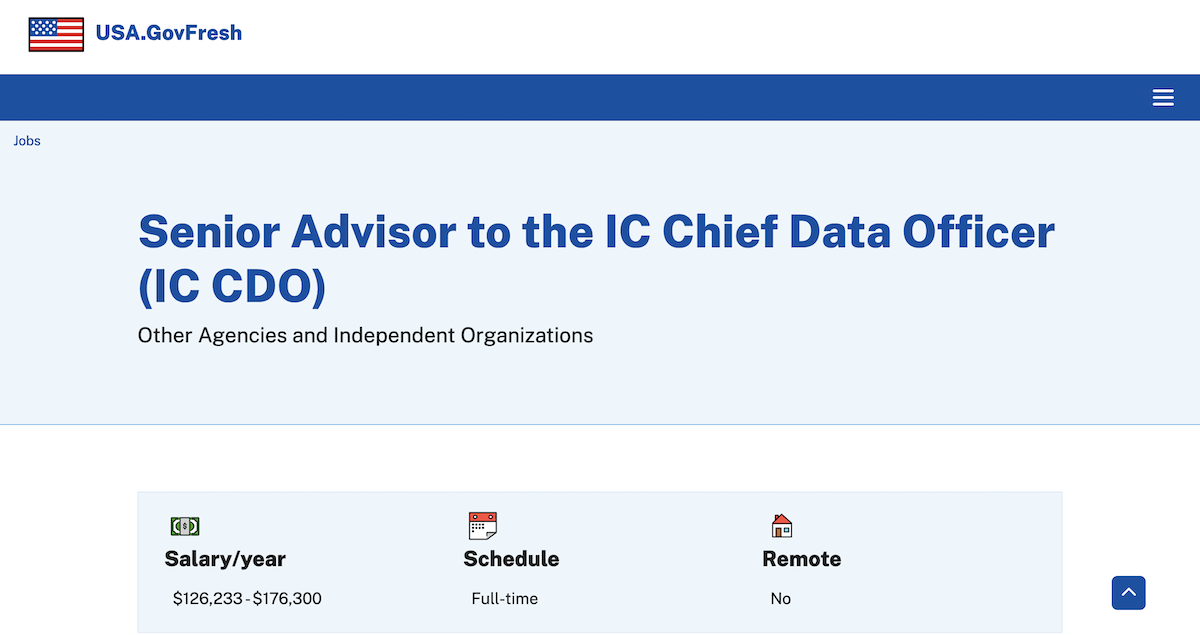 USA.GovFresh
Jobs
Senior Advisor to the IC Chief Data Officer
(IC CDO)
Other Agencies and Independent Organizations
Salary/year
$126,233 - $176,300
Schedule
Full-time
Remote
No